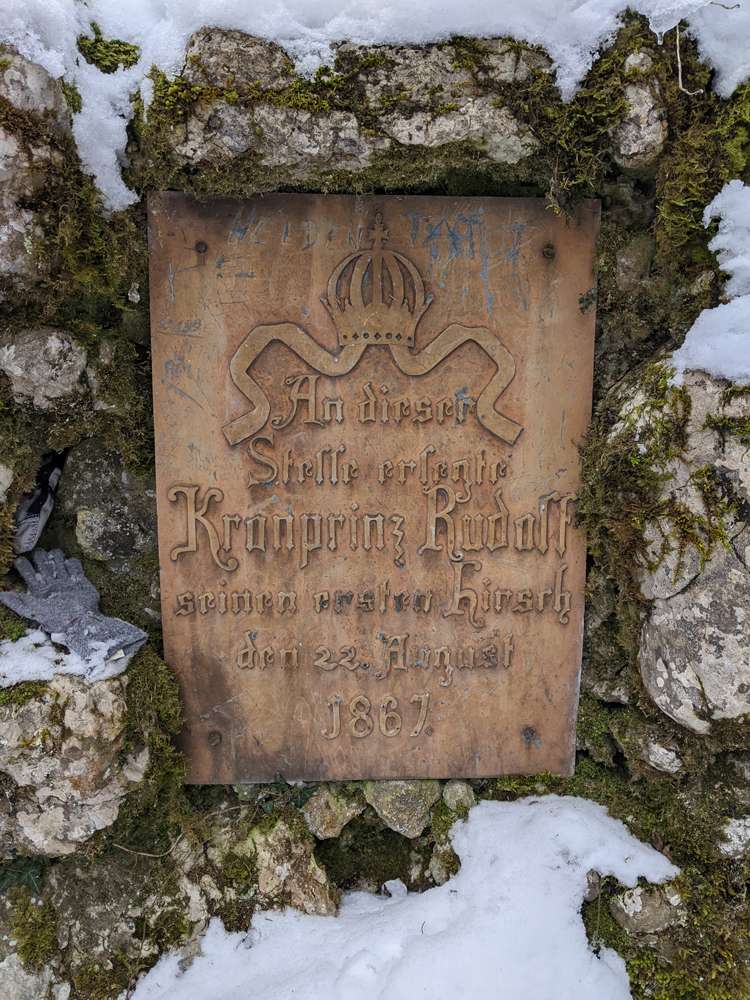 An dieser
Stelle erlegte
Kronprinz Rudolf
seinen ersten Hirsch
den 22. August
1867.